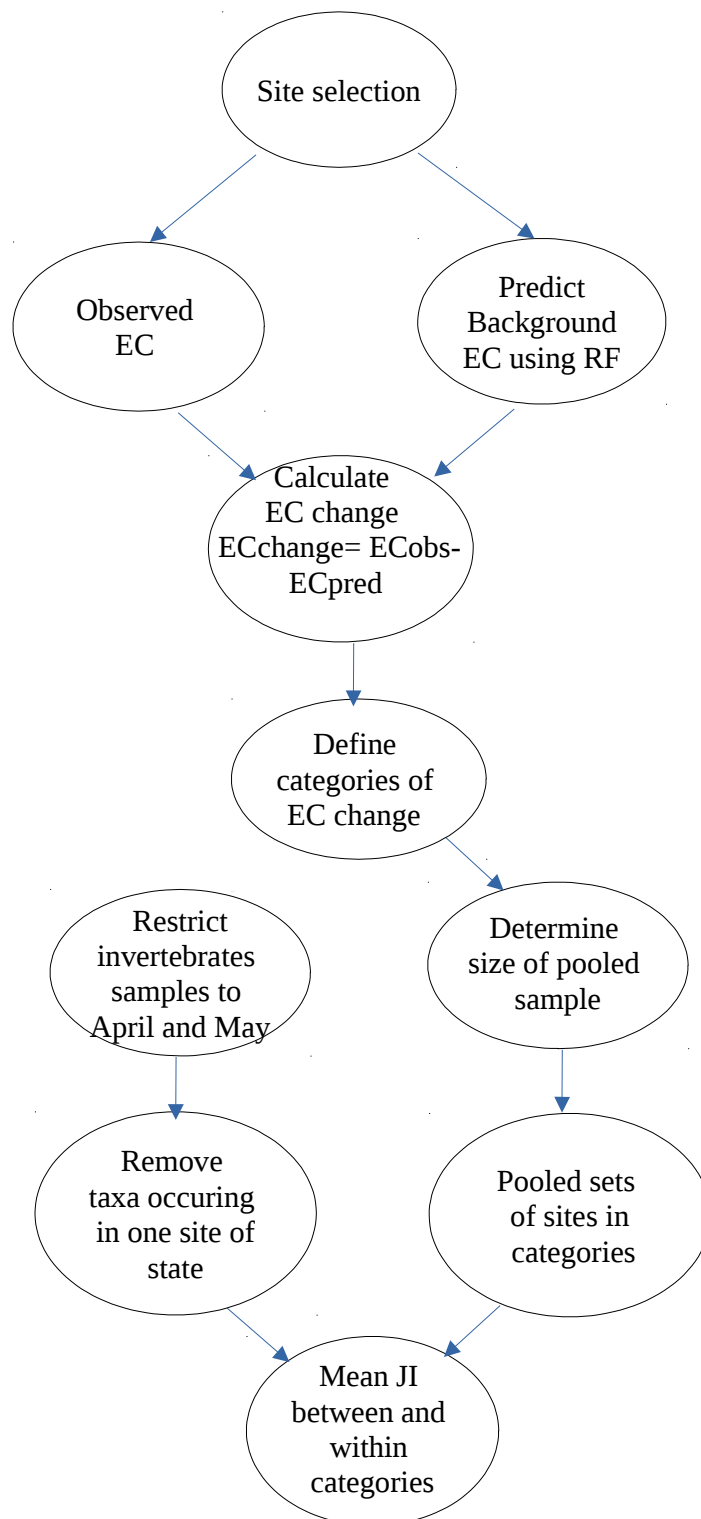 Site selection
Observed
EC
Predict
Background
EC using RF
Calculate
EC change
ECchange= ECobs-
ECpred
Define
categories of
EC change
Restrict
invertebrates
samples to
April and May
Determine
size of pooled
sample
Remove
taxa occuring
in one site of
state
Pooled sets
of sites in
categories
Mean JI
between and
within
categories